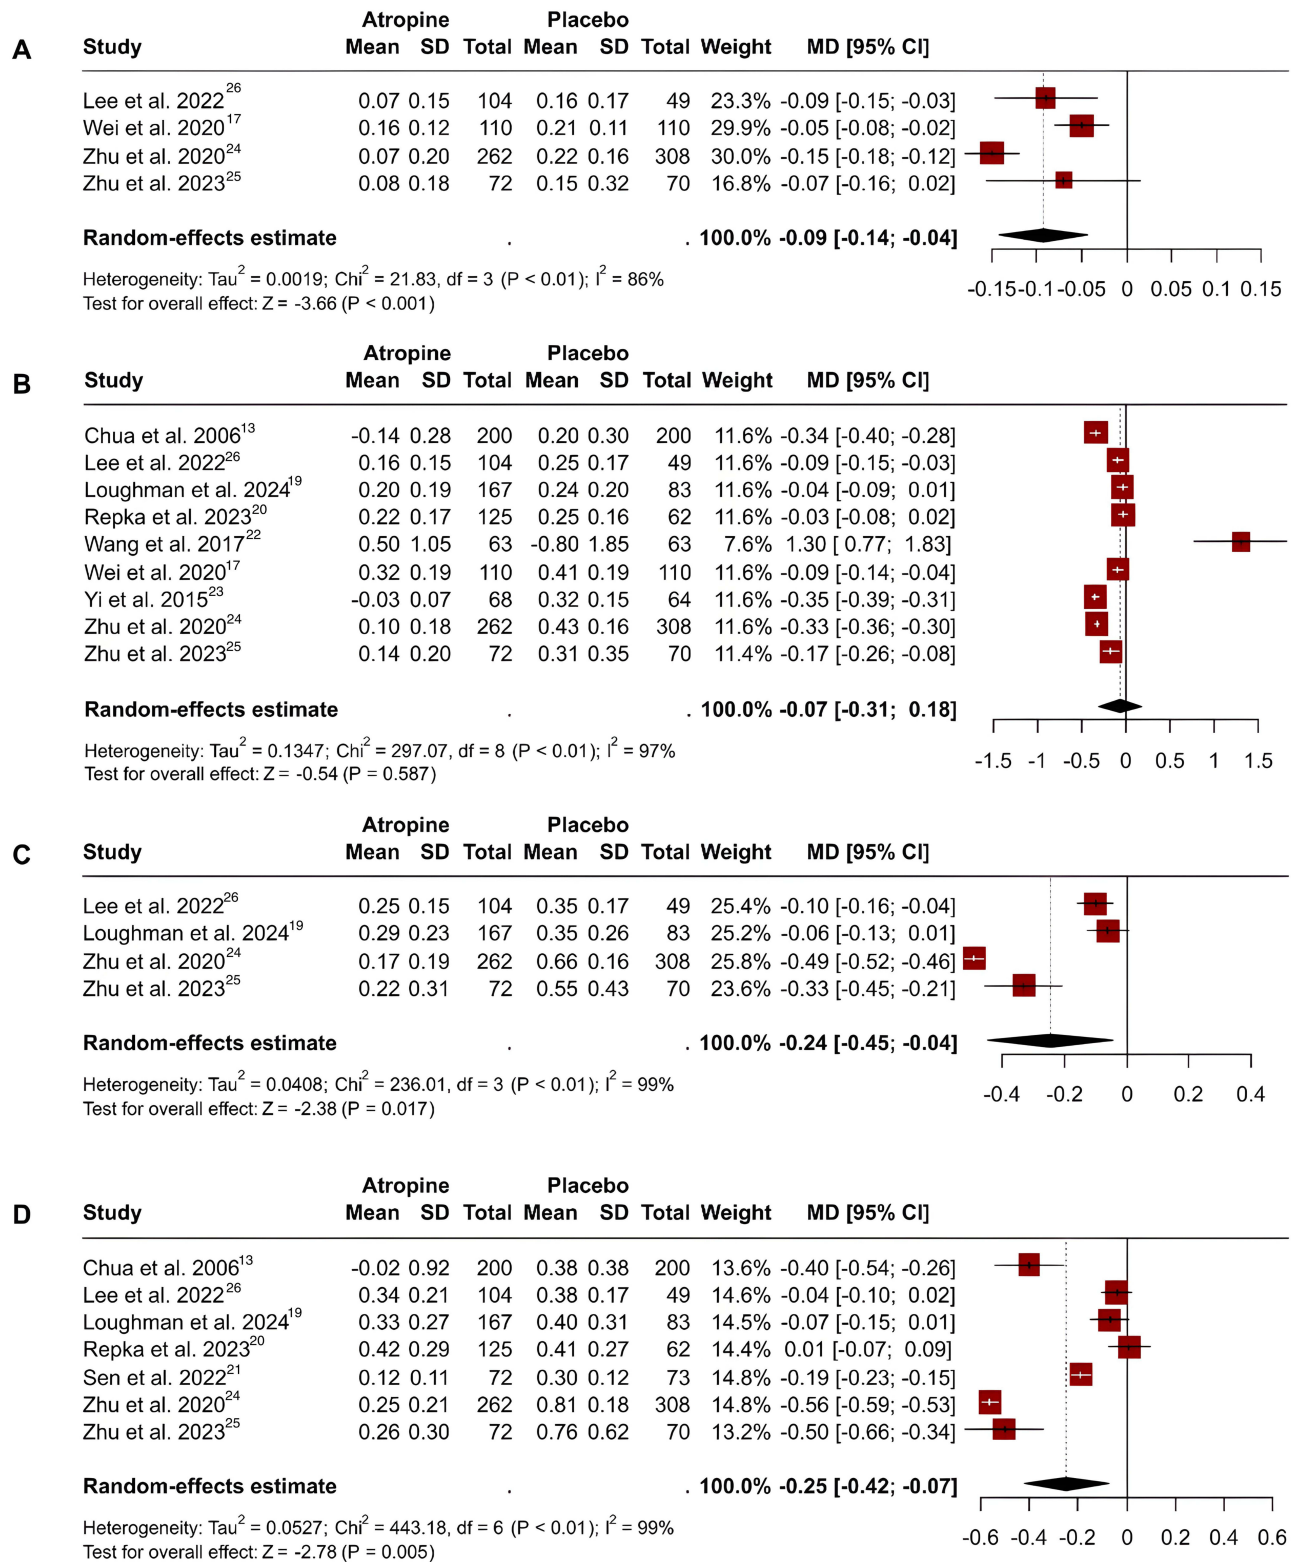 Atropine Placebo
A Study Mean SD Total Mean SD Total Weight MD [95% CI]
Lee et al. 2022²⁶ 0.07 0.15 104 0.16 0.17 49 23.3% -0.09 [-0.15; -0.03]
Wei et al. 2020¹⁷ 0.16 0.12 110 0.21 0.11 110 29.9% -0.05 [-0.08; -0.02]
Zhu et al. 2020²⁴ 0.07 0.20 262 0.22 0.16 308 30.0% -0.15 [-0.18; -0.12]
Zhu et al. 2023²⁵ 0.08 0.18 72 0.15 0.32 70 16.8% -0.07 [-0.16; 0.02]
Random-effects estimate . . 100.0% -0.09 [-0.14; -0.04]
Heterogeneity: Tau² = 0.0019; Chi² = 21.83, df = 3 (P < 0.01); I² = 86%
-0.15 -0.1 -0.05 0 0.05 0.1 0.15
Test for overall effect: Z = -3.66 (P < 0.001)
Atropine Placebo
B Study Mean SD Total Mean SD Total Weight MD [95% CI]
Chua et al. 2006¹³ -0.14 0.28 200 0.20 0.30 200 11.6% -0.34 [-0.40; -0.28]
Lee et al. 2022²⁶ 0.16 0.15 104 0.25 0.17 49 11.6% -0.09 [-0.15; -0.03]
Loughman et al. 2024¹⁹ 0.20 0.19 167 0.24 0.20 83 11.6% -0.04 [-0.09; 0.01]
Repka et al. 2023²⁰ 0.22 0.17 125 0.25 0.16 62 11.6% -0.03 [-0.08; 0.02]
Wang et al. 2017²² 0.50 1.05 63 -0.80 1.85 63 7.6% 1.30 [ 0.77; 1.83]
Wei et al. 2020¹⁷ 0.32 0.19 110 0.41 0.19 110 11.6% -0.09 [-0.14; -0.04]
Yi et al. 2015²³ -0.03 0.07 68 0.32 0.15 64 11.6% -0.35 [-0.39; -0.31]
Zhu et al. 2020²⁴ 0.10 0.18 262 0.43 0.16 308 11.6% -0.33 [-0.36; -0.30]
Zhu et al. 2023²⁵ 0.14 0.20 72 0.31 0.35 70 11.4% -0.17 [-0.26; -0.08]
Random-effects estimate . . 100.0% -0.07 [-0.31; 0.18]
Heterogeneity: Tau² = 0.1347; Chi² = 297.07, df = 8 (P < 0.01); I² = 97%
-1.5 -1 -0.5 0 0.5 1 1.5
Test for overall effect: Z = -0.54 (P = 0.587)
Atropine Placebo
C Study Mean SD Total Mean SD Total Weight MD [95% CI]
Lee et al. 2022²⁶ 0.25 0.15 104 0.35 0.17 49 25.4% -0.10 [-0.16; -0.04]
Loughman et al. 2024¹⁹ 0.29 0.23 167 0.35 0.26 83 25.2% -0.06 [-0.13; 0.01]
Zhu et al. 2020²⁴ 0.17 0.19 262 0.66 0.16 308 25.8% -0.49 [-0.52; -0.46]
Zhu et al. 2023²⁵ 0.22 0.31 72 0.55 0.43 70 23.6% -0.33 [-0.45; -0.21]
Random-effects estimate . . 100.0% -0.24 [-0.45; -0.04]
Heterogeneity: Tau² = 0.0408; Chi² = 236.01, df = 3 (P < 0.01); I² = 99%
-0.4 -0.2 0 0.2 0.4
Test for overall effect: Z = -2.38 (P = 0.017)
Atropine Placebo
D Study Mean SD Total Mean SD Total Weight MD [95% CI]
Chua et al. 2006¹³ -0.02 0.92 200 0.38 0.38 200 13.6% -0.40 [-0.54; -0.26]
Lee et al. 2022²⁶ 0.34 0.21 104 0.38 0.17 49 14.6% -0.04 [-0.10; 0.02]
Loughman et al. 2024¹⁹ 0.33 0.27 167 0.40 0.31 83 14.5% -0.07 [-0.15; 0.01]
Repka et al. 2023²⁰ 0.42 0.29 125 0.41 0.27 62 14.4% 0.01 [-0.07; 0.09]
Sen et al. 2022²¹ 0.12 0.11 72 0.30 0.12 73 14.8% -0.19 [-0.23; -0.15]
Zhu et al. 2020²⁴ 0.25 0.21 262 0.81 0.18 308 14.8% -0.56 [-0.59; -0.53]
Zhu et al. 2023²⁵ 0.26 0.30 72 0.76 0.62 70 13.2% -0.50 [-0.66; -0.34]
Random-effects estimate . . 100.0% -0.25 [-0.42; -0.07]
Heterogeneity: Tau² = 0.0527; Chi² = 443.18, df = 6 (P < 0.01); I² = 99%
-0.6 -0.4 -0.2 0 0.2 0.4 0.6
Test for overall effect: Z = -2.78 (P = 0.005)